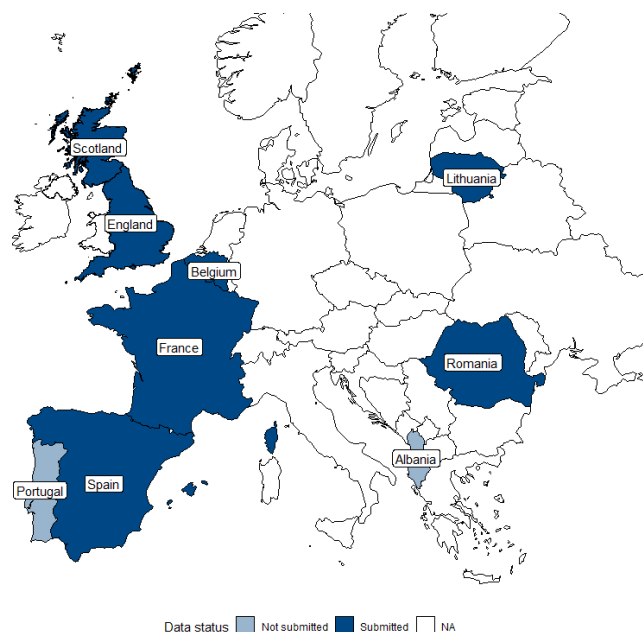 Scotland
Lithuania
England
Belgium
France
Romania
Albania
Portugal
Spain
Data status Not submitted Submitted NA